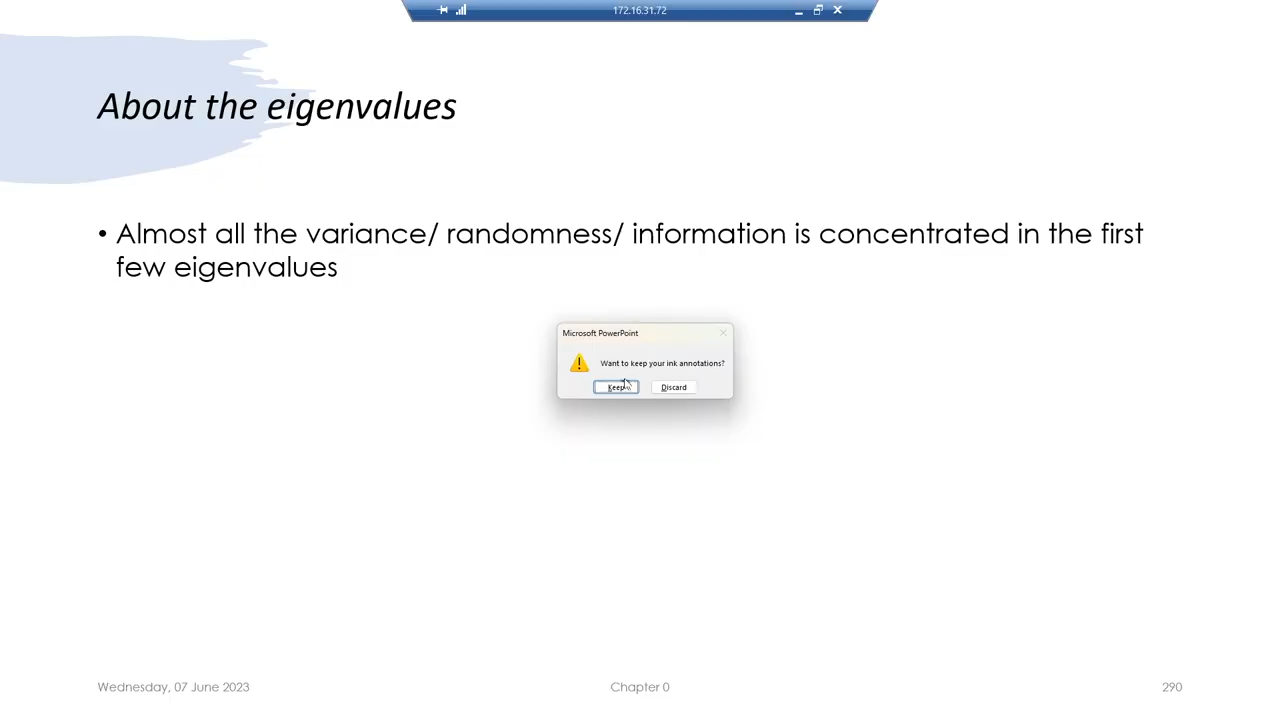 172.16.31.72
About the eigenvalues
• Almost all the variance/ randomness/ information is concentrated in the first
few eigenvalues
Microsoft PowerPoint
Want to keep your ink annotations?
Keep
Discard
Wednesday, 07 June 2023
Chapter 0
290